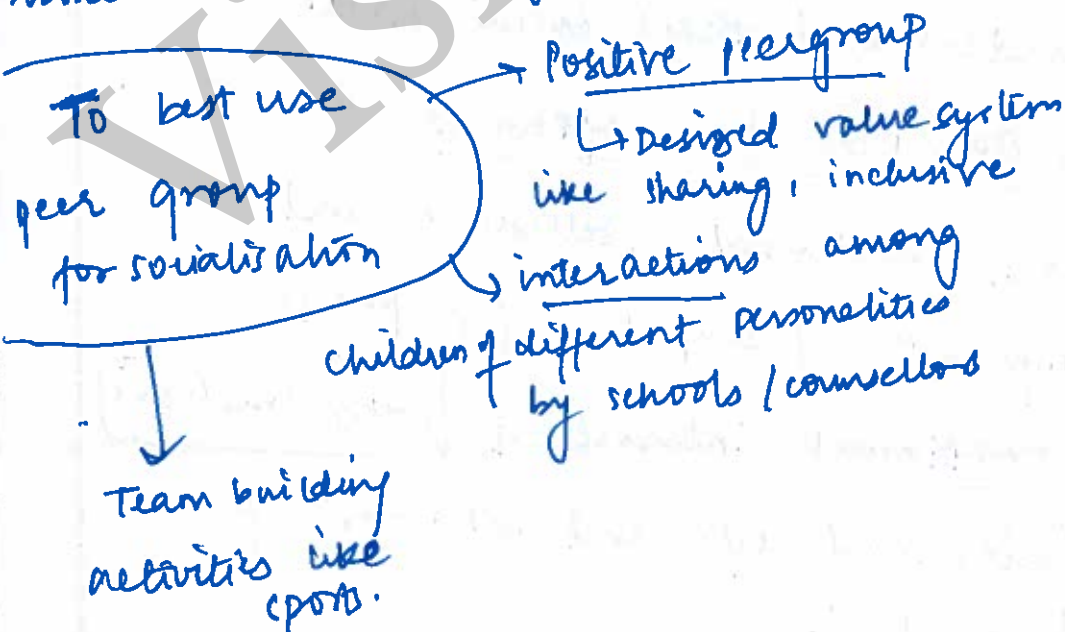 To best use
peer group
for socialisation
Positive peergroup
↳ Desired value system
like sharing, inclusive
interactions among
children of different personalities
by schools / counsellors
Team building
activities like
sports.